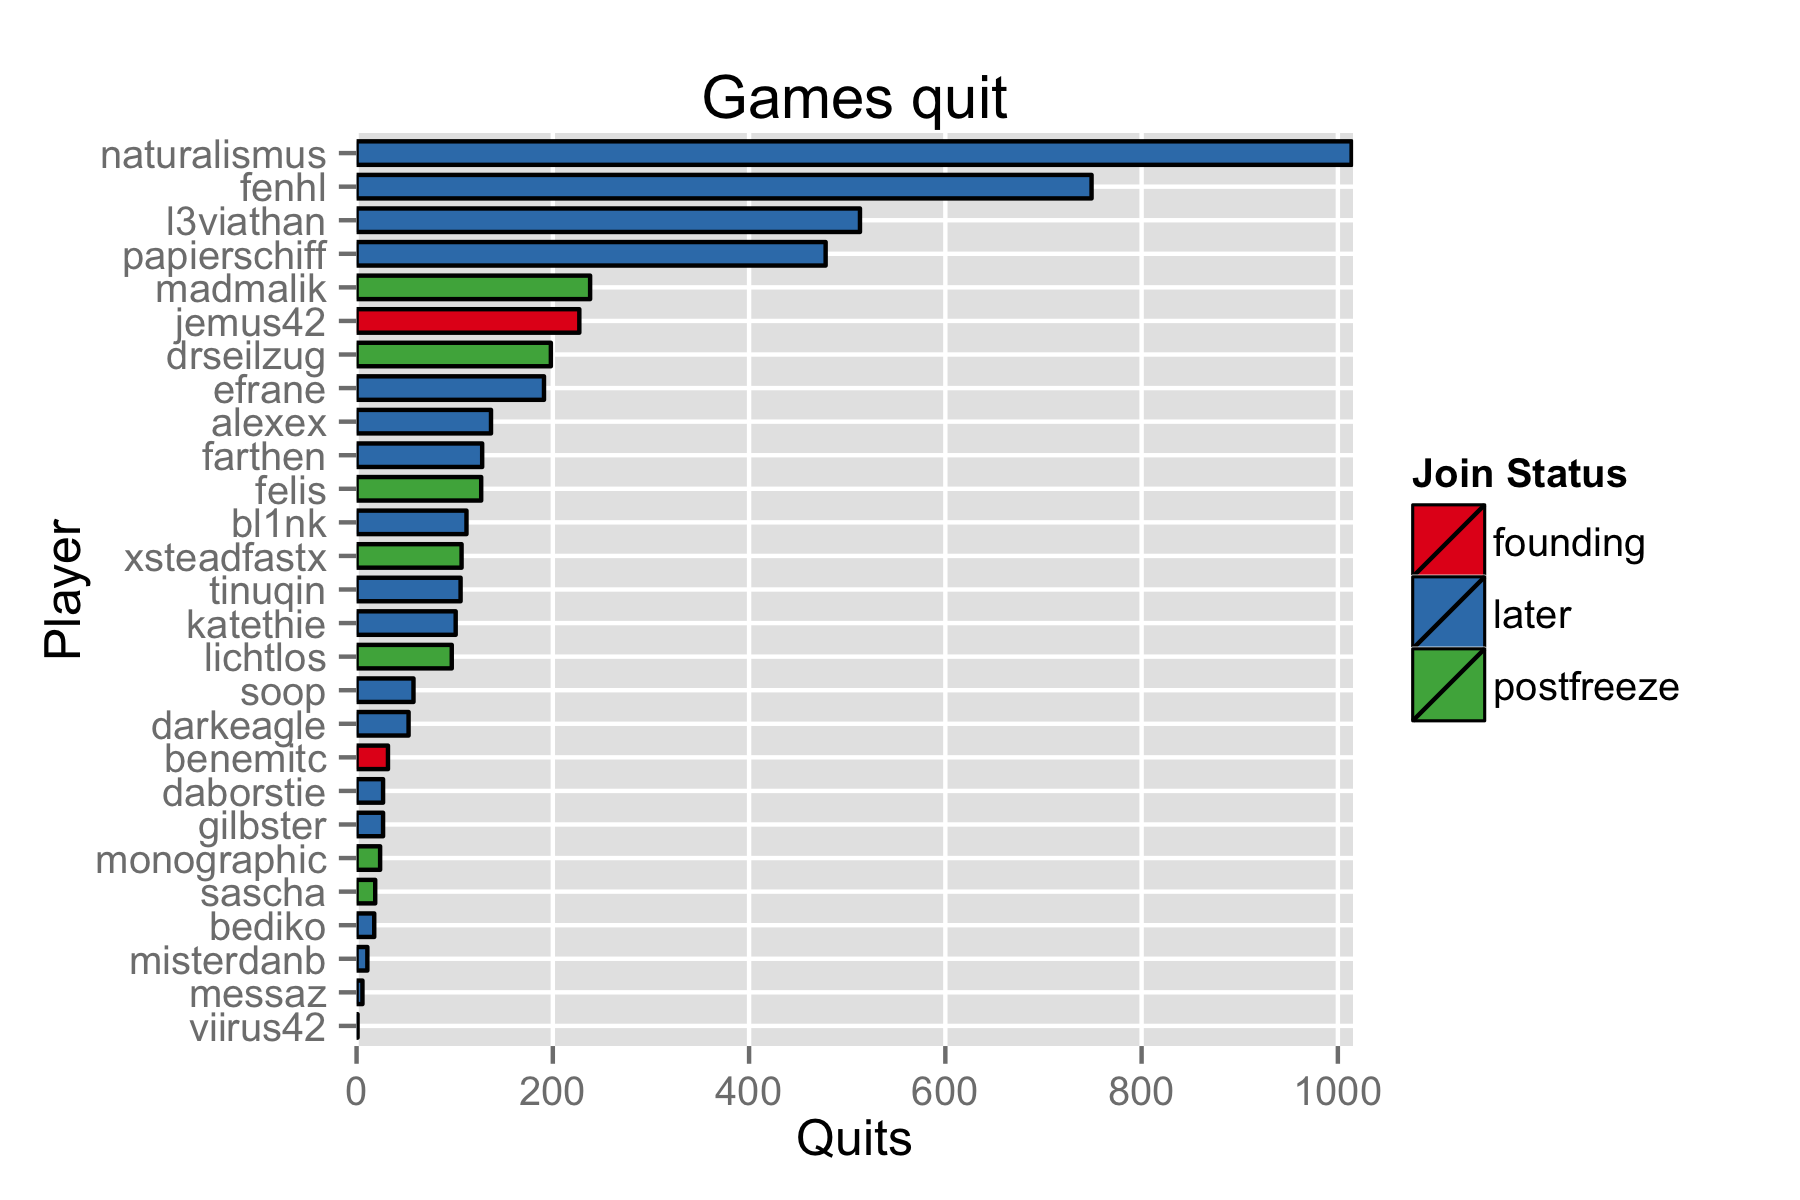 Games quit
naturalismus
fenhl
l3viathan
papierschiff
madmalik
jemus42
drseilzug
efrane
alexex
farthen
felis
bl1nk
xsteadfastx
tinuqin
katethie
lichtlos
soop
darkeagle
benemitc
daborstie
gilbster
monographic
sascha
bediko
misterdanb
messaz
viirus42
Player
0 200 400 600 800 1000
Quits
Join Status
founding
later
postfreeze